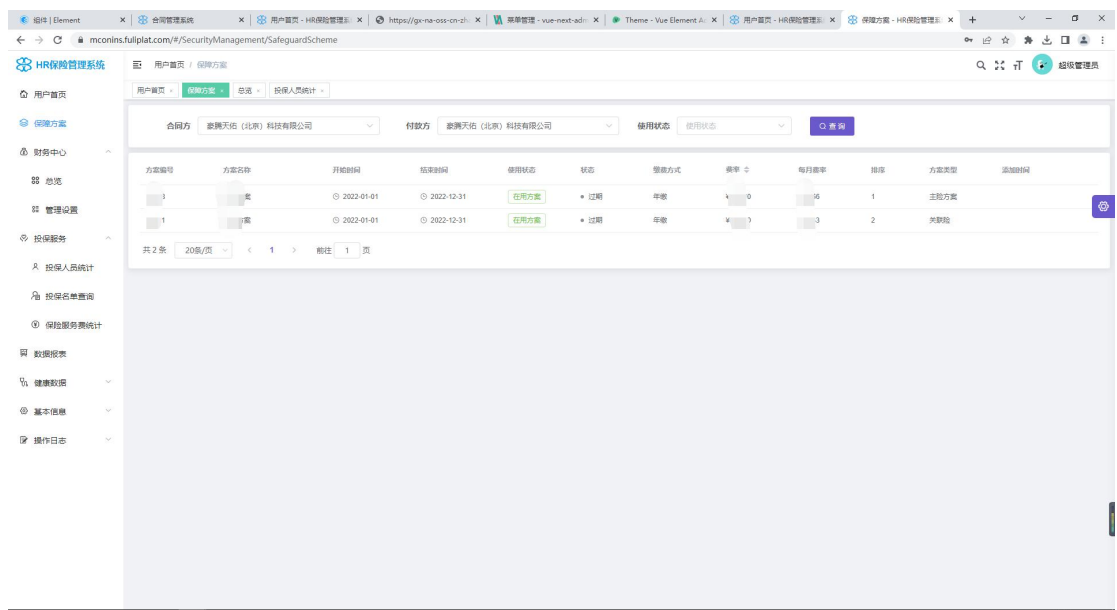 组件 | Element
合同管理系统
用户首页 - HR保险管理系
https://gx-na-oss-cn-zh
菜单管理 - vue-next-adm
Theme - Vue Element A
用户首页 - HR保险管理系
保障方案 - HR保险管理系
mconins.fuliplat.com/#/SecurityManagement/SafeguardScheme
HR保险管理系统
用户首页 / 保障方案
超级管理员
用户首页
保障方案
总览
投保人员统计
用户首页
保障方案
财务中心
总览
管理设置
投保服务
投保人员统计
投保名单查询
保险服务费统计
数据报表
健康数据
基本信息
操作日志
合同方 豪腾天佑（北京）科技有限公司 付款方 豪腾天佑（北京）科技有限公司 使用状态 使用状态 查询
方案编号 方案名称 开始时间 结束时间 使用状态 状态 缴费方式 费率 每月费率 排序 方案类型 添加时间
案 2022-01-01 2022-12-31 在用方案 过期 年缴 ¥ 0 6 1 主险方案
1 方案 2022-01-01 2022-12-31 在用方案 过期 年缴 ¥ 3 2 关联险
共 2 条 20条/页 < 1 > 前往 1 页